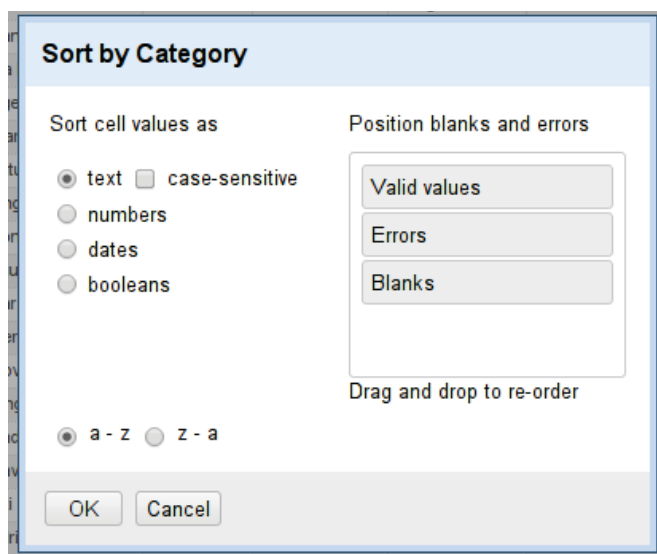 Sort by Category
Sort cell values as
text case-sensitive
numbers
dates
booleans
a - z z - a
Position blanks and errors
Valid values
Errors
Blanks
Drag and drop to re-order
OK Cancel